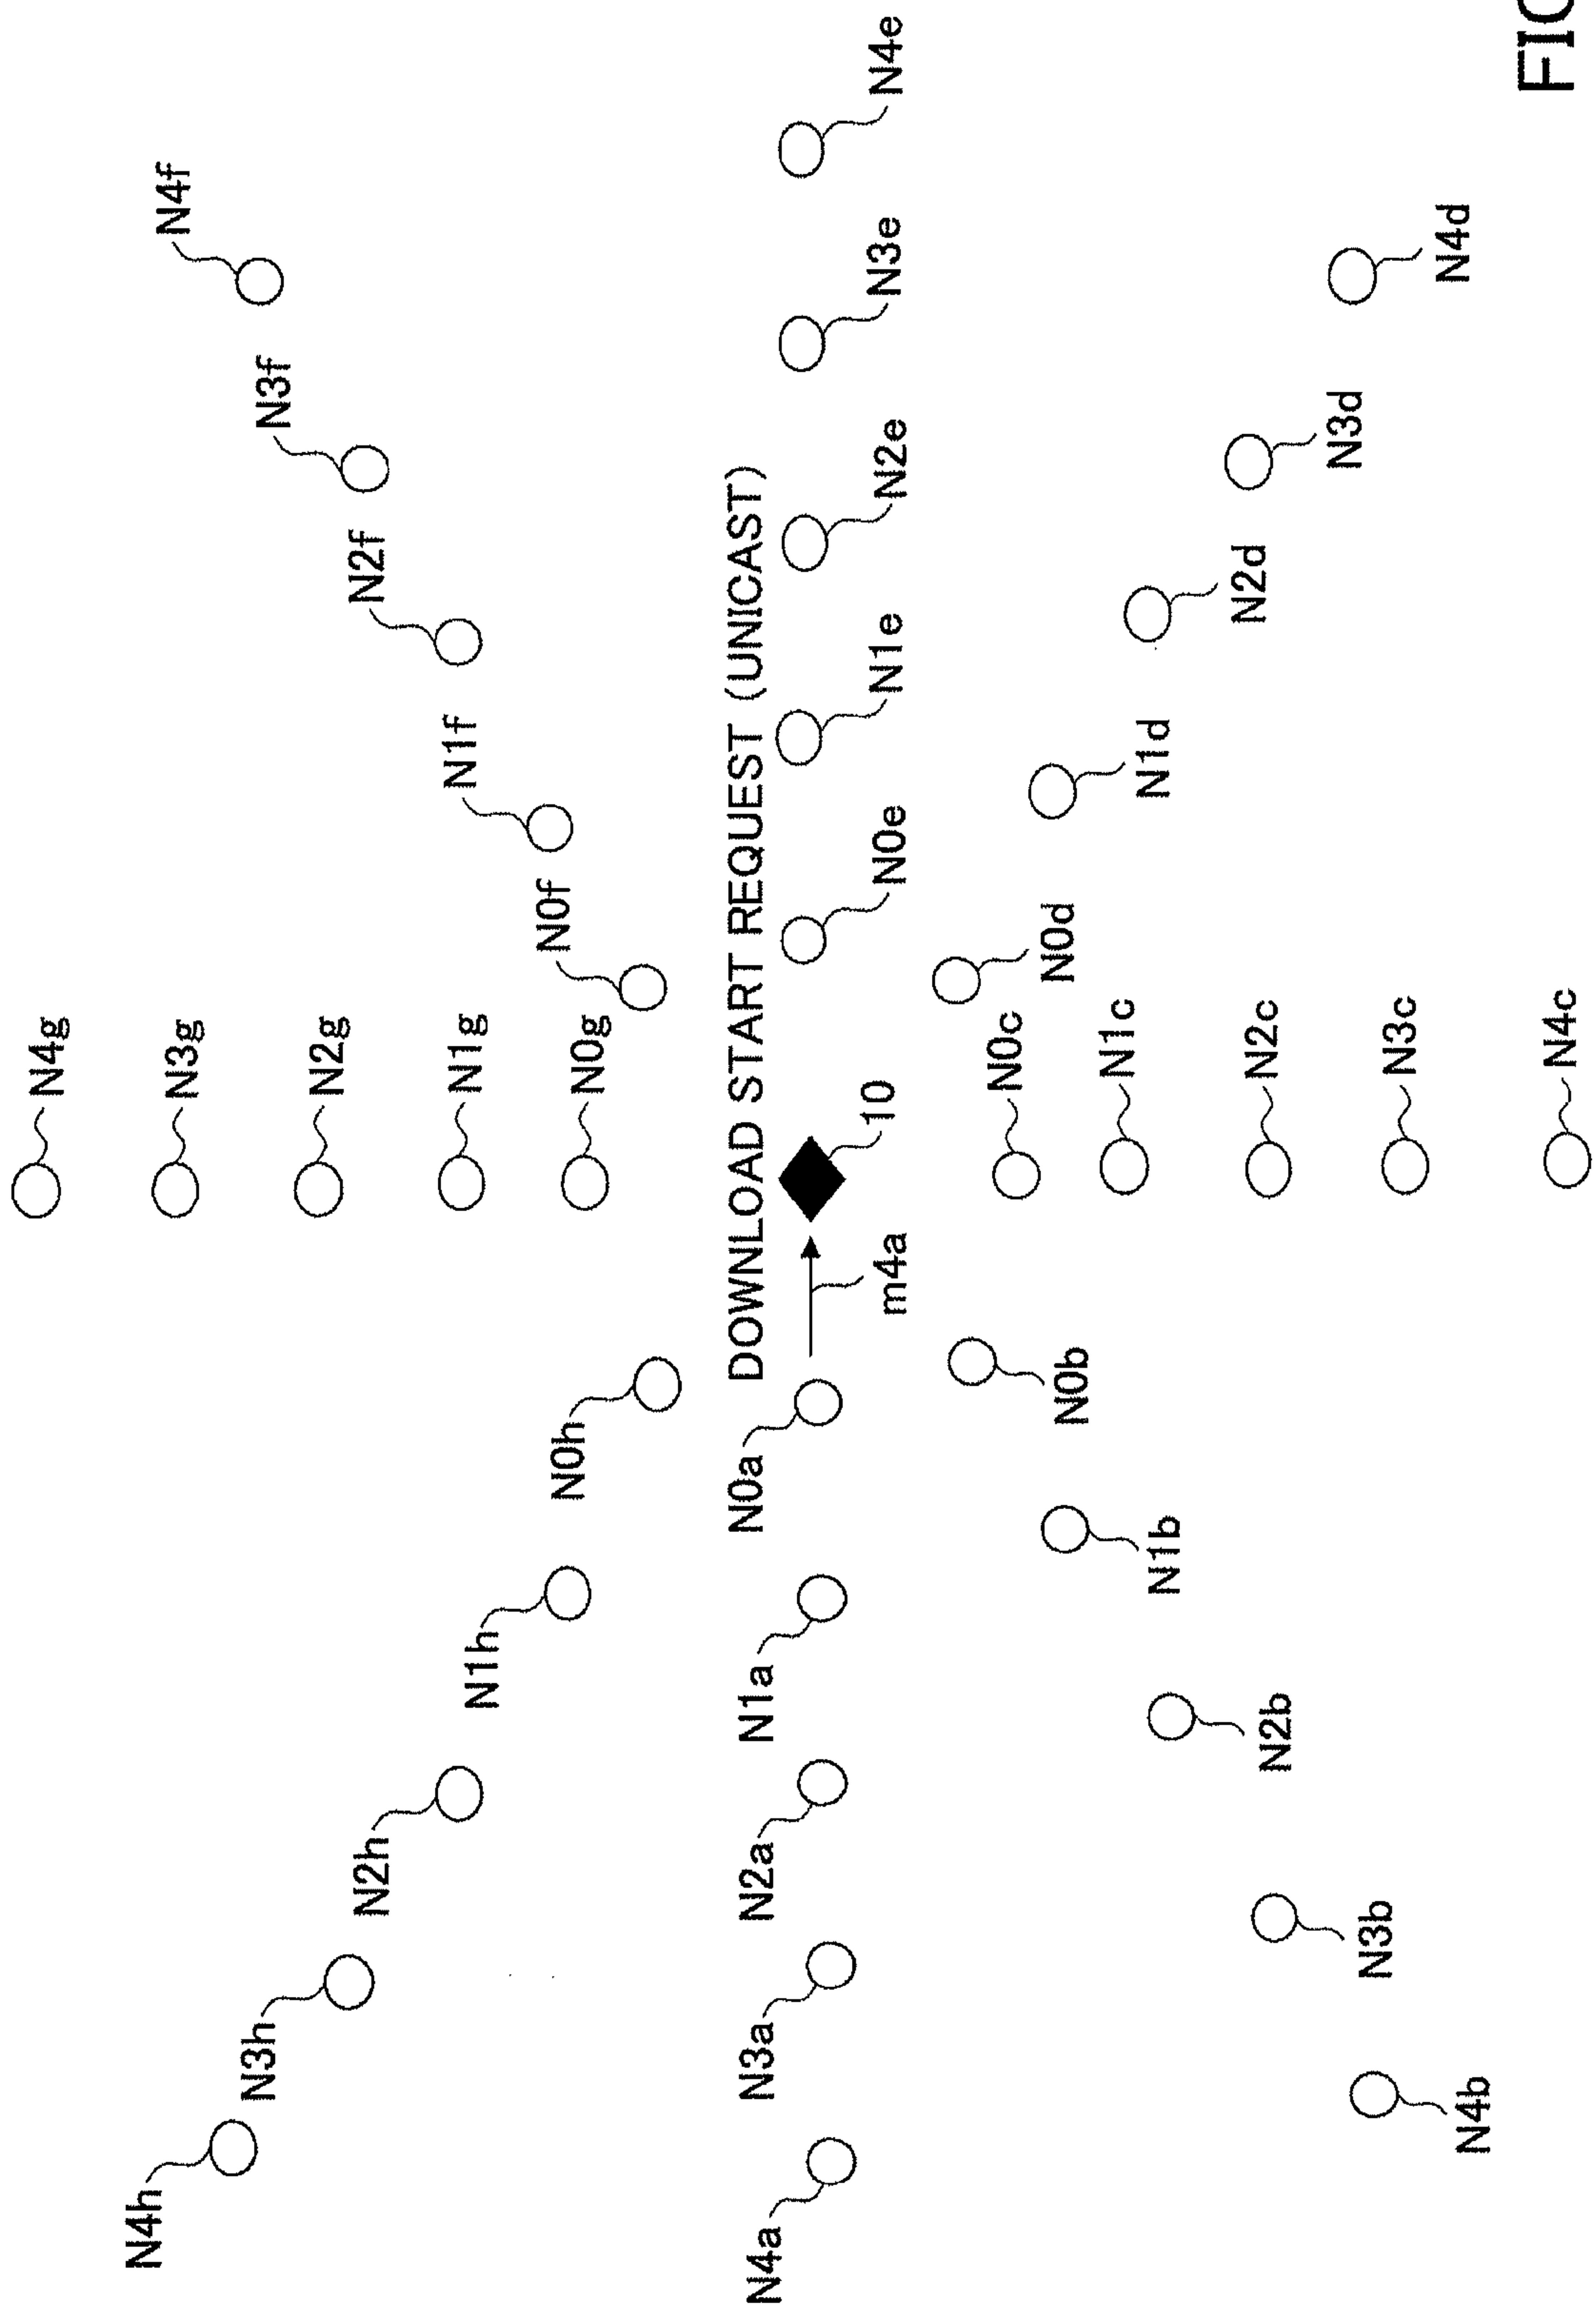 N4h
N3h
N2h
N1h
N0h
N4g
N3g
N2g
N1g
N0g
N4f
N3f
N2f
N1f
N0f
DOWNLOAD START REQUEST (UNICAST)
N4a
N3a
N2a
N1a
N0a
m4a
10
N0e
N1e
N2e
N3e
N4e
N0b
N1b
N2b
N3b
N4b
N0c
N1c
N2c
N3c
N4c
N0d
N1d
N2d
N3d
N4d